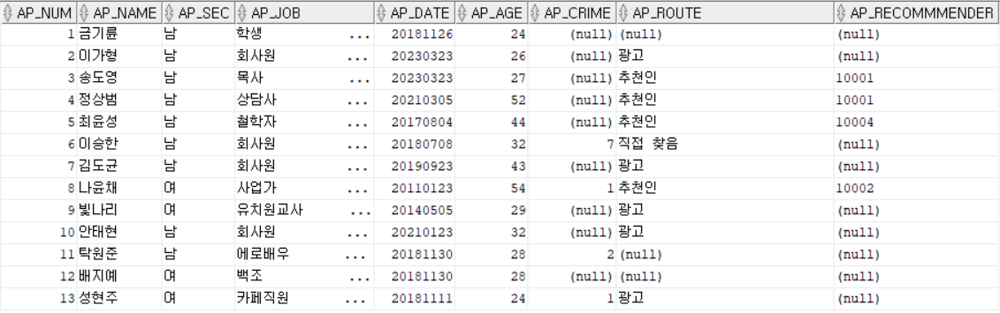 AP_NUM AP_NAME AP_SEC AP_JOB AP_DATE AP_AGE AP_CRIME AP_ROUTE AP_RECOMMMENDER
1 금기륜 남 학생 ... 20181126 24 (null) (null) (null)
2 이가형 남 회사원 ... 20230323 26 (null) 광고 (null)
3 송도영 남 목사 ... 20230323 27 (null) 추천인 10001
4 정상범 남 상담사 ... 20210305 52 (null) 추천인 10001
5 최윤성 남 철학자 ... 20170804 44 (null) 추천인 10004
6 이승한 남 회사원 ... 20180708 32 7 직접 찾음 (null)
7 김도균 남 회사원 ... 20190923 43 (null) 광고 (null)
8 나윤채 여 사업가 ... 20110123 54 1 추천인 10002
9 빛나리 여 유치원교사 ... 20140505 29 (null) 광고 (null)
10 안태현 여 회사원 ... 20210123 32 (null) 광고 (null)
11 탁원준 남 에로배우 ... 20181130 28 2 (null) (null)
12 배지예 여 백조 ... 20181130 28 (null) (null) (null)
13 성현주 여 카페직원 ... 20181111 24 1 광고 (null)